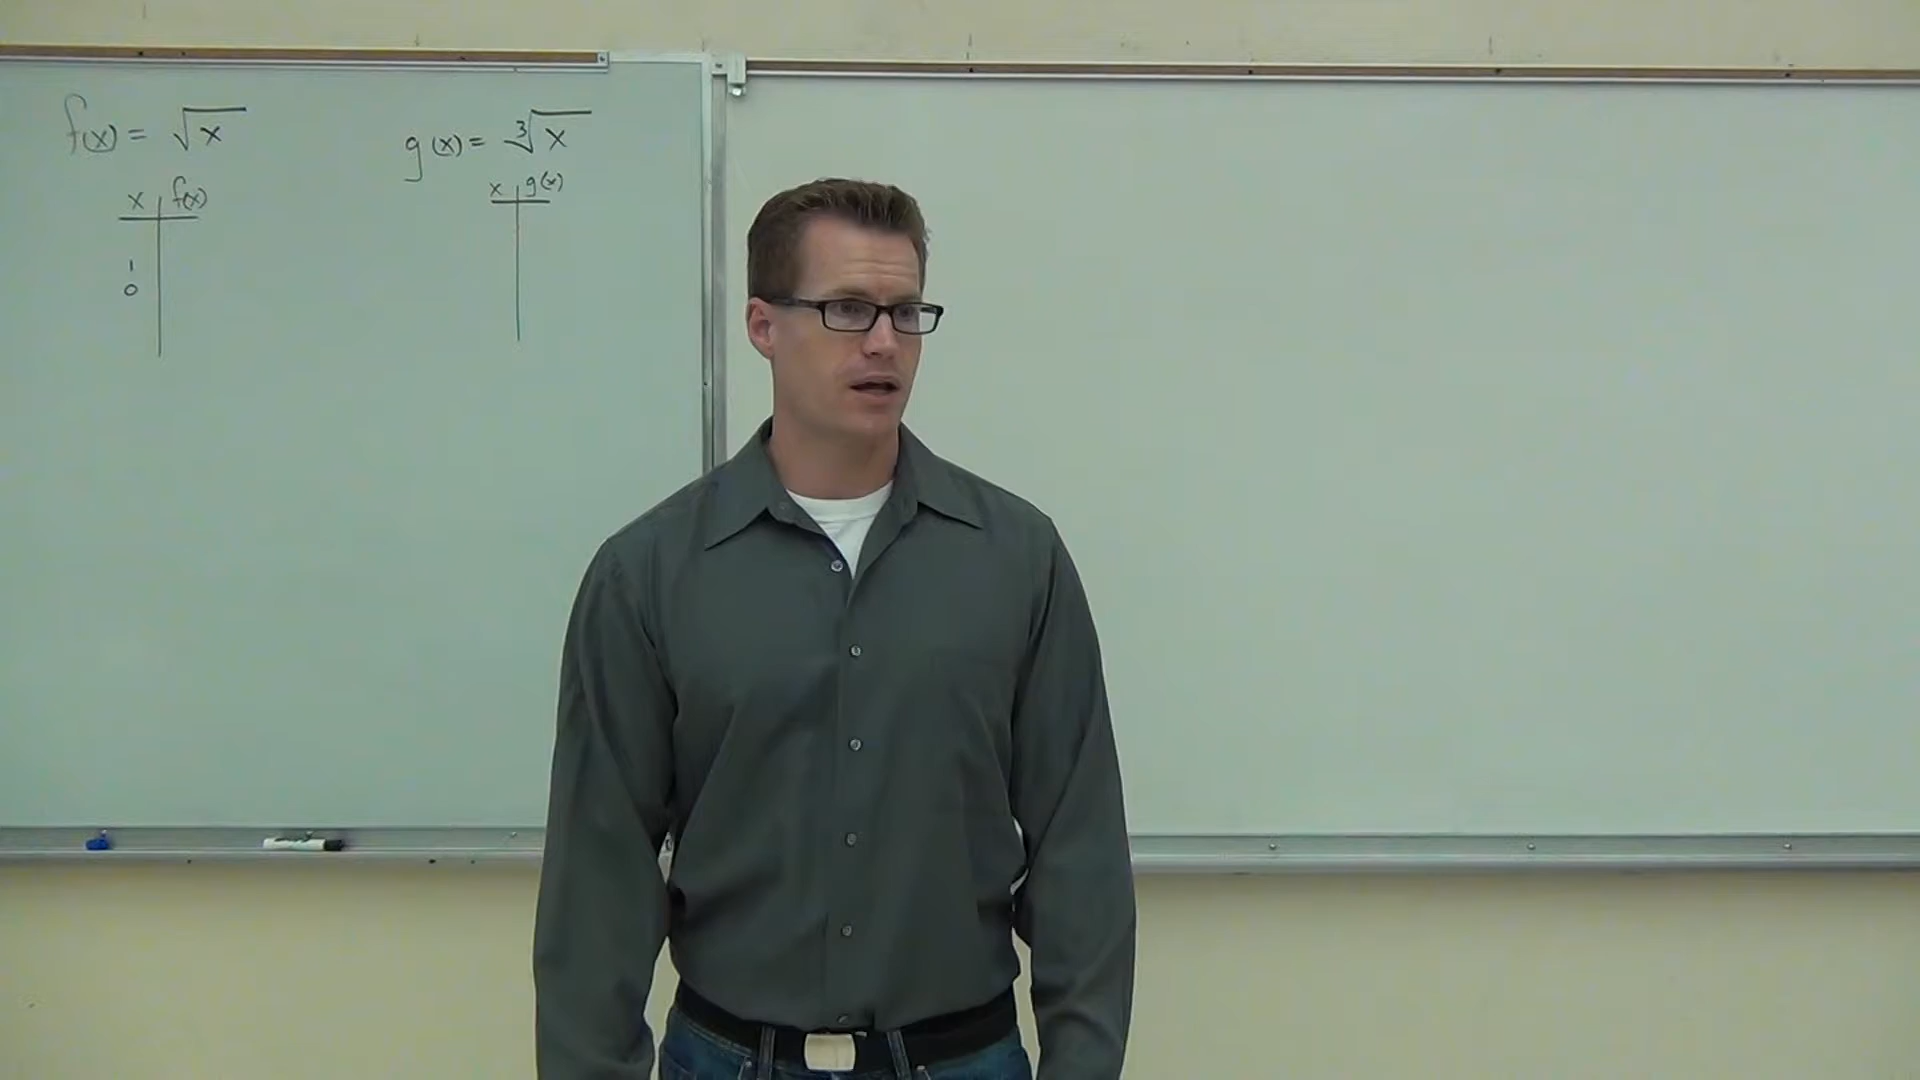 f(x) = √x
x f(x)
1
0
g(x) = ∛x
x g(x)